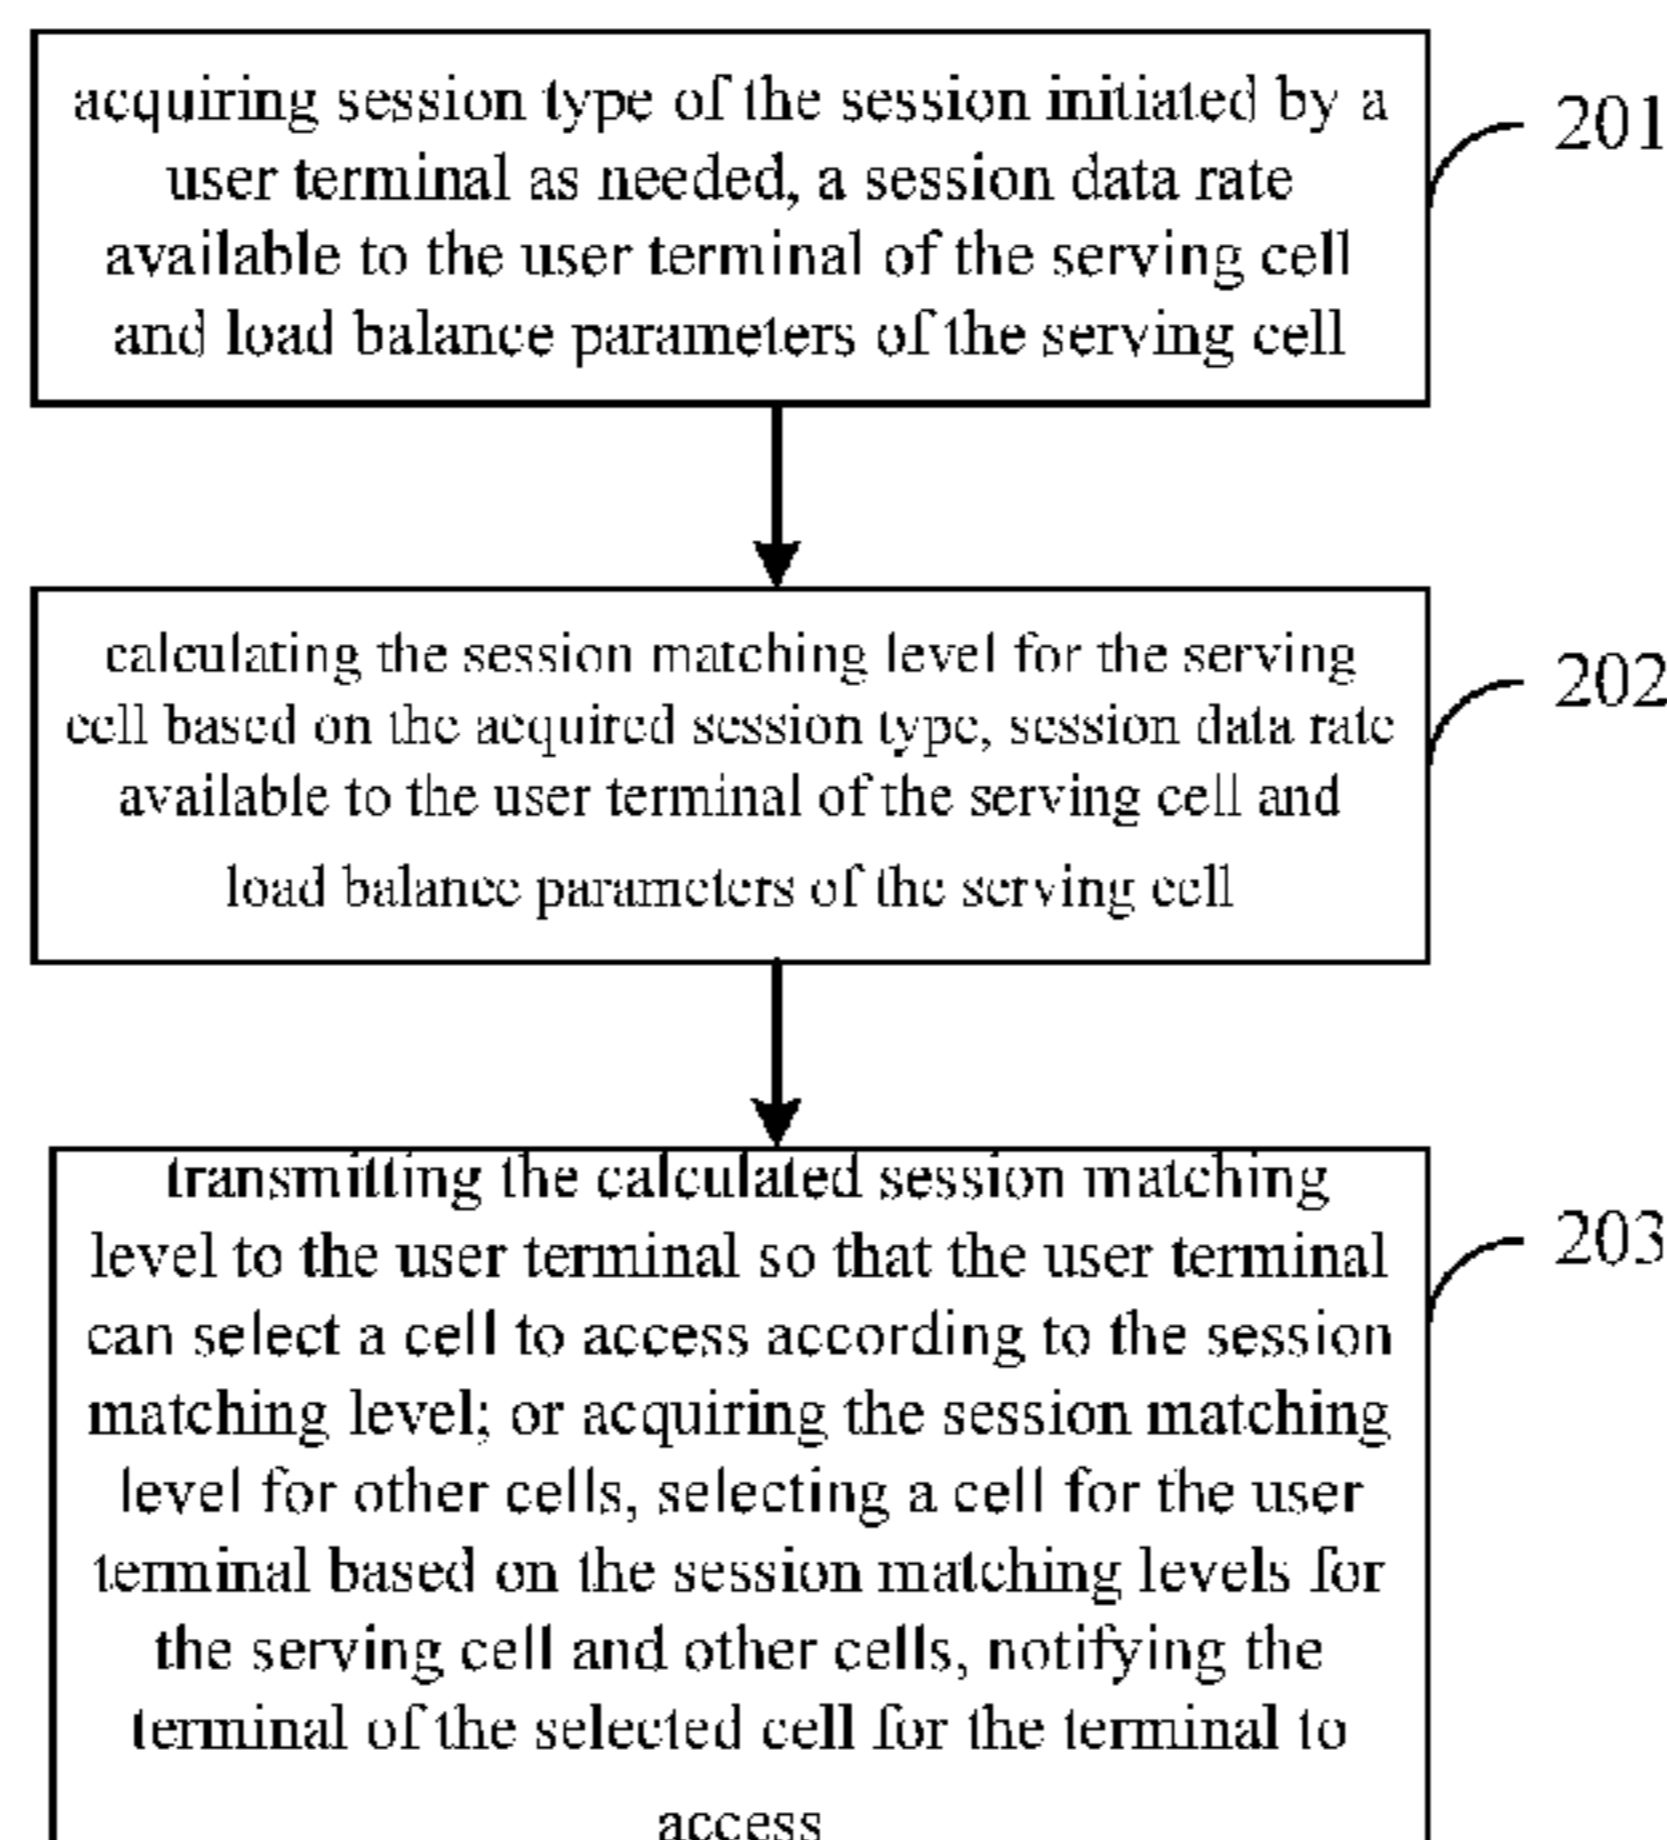 acquiring session type of the session initiated by a
user terminal as needed, a session data rate
available to the user terminal of the serving cell
and load balance parameters of the serving cell
201
calculating the session matching level for the serving
cell based on the acquired session type, session data rate
available to the user terminal of the serving cell and
load balance parameters of the serving cell
202
transmitting the calculated session matching
level to the user terminal so that the user terminal
can select a cell to access according to the session
matching level; or acquiring the session matching
level for other cells, selecting a cell for the user
terminal based on the session matching levels for
the serving cell and other cells, notifying the
terminal of the selected cell for the terminal to
access
203